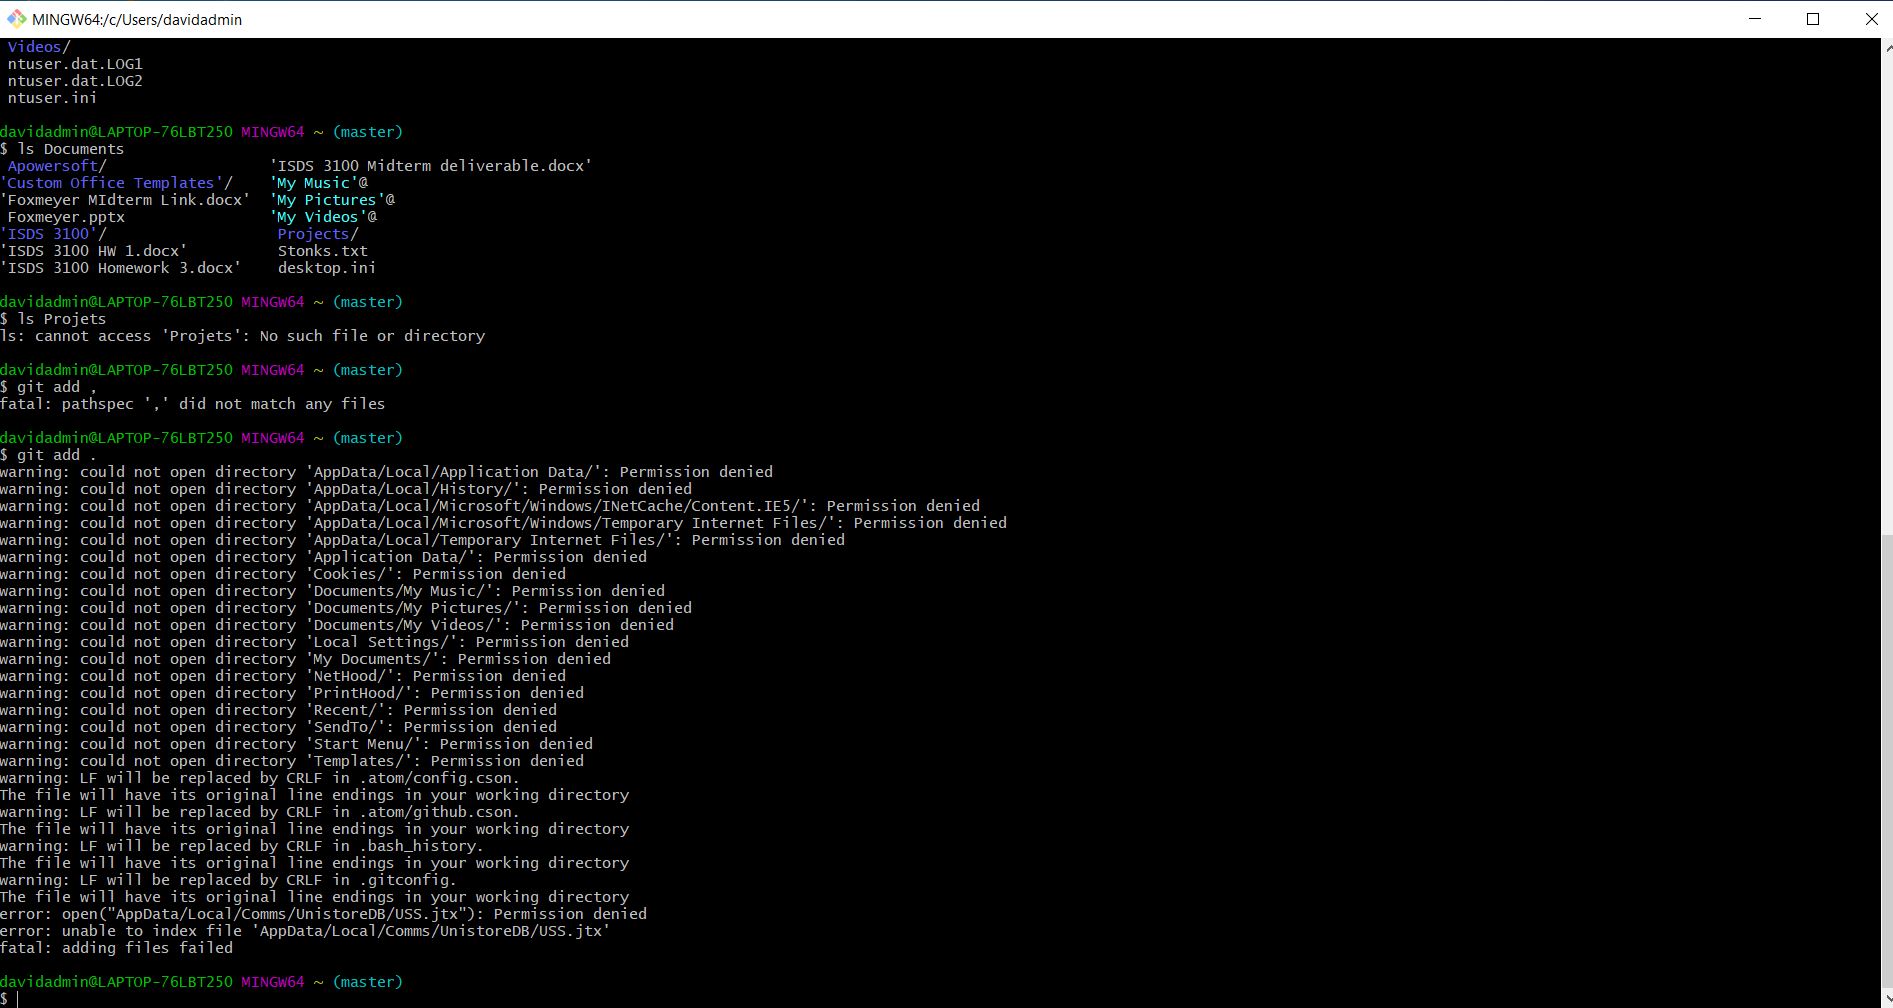 MINGW64:/c/Users/davidadmin
Videos/
ntuser.dat.LOG1
ntuser.dat.LOG2
ntuser.ini
davidadmin@LAPTOP-76LBT25O MINGW64 ~ (master)
$ ls Documents
Apowersoft/ 'ISDS 3100 Midterm deliverable.docx'
'Custom Office Templates'/ 'My Music'@
'Foxmeyer MIdterm Link.docx' 'My Pictures'@
Foxmeyer.pptx 'My Videos'@
'ISDS 3100'/ Projects/
'ISDS 3100 HW 1.docx' Stonks.txt
'ISDS 3100 Homework 3.docx' desktop.ini
davidadmin@LAPTOP-76LBT25O MINGW64 ~ (master)
$ ls Projets
ls: cannot access 'Projets': No such file or directory
davidadmin@LAPTOP-76LBT25O MINGW64 ~ (master)
$ git add ,
fatal: pathspec ',' did not match any files
davidadmin@LAPTOP-76LBT25O MINGW64 ~ (master)
$ git add .
warning: could not open directory 'AppData/Local/Application Data/': Permission denied
warning: could not open directory 'AppData/Local/History/': Permission denied
warning: could not open directory 'AppData/Local/Microsoft/Windows/INetCache/Content.IE5/': Permission denied
warning: could not open directory 'AppData/Local/Microsoft/Windows/Temporary Internet Files/': Permission denied
warning: could not open directory 'AppData/Local/Temporary Internet Files/': Permission denied
warning: could not open directory 'Application Data/': Permission denied
warning: could not open directory 'Cookies/': Permission denied
warning: could not open directory 'Documents/My Music/': Permission denied
warning: could not open directory 'Documents/My Pictures/': Permission denied
warning: could not open directory 'Documents/My Videos/': Permission denied
warning: could not open directory 'Local Settings/': Permission denied
warning: could not open directory 'My Documents/': Permission denied
warning: could not open directory 'NetHood/': Permission denied
warning: could not open directory 'PrintHood/': Permission denied
warning: could not open directory 'Recent/': Permission denied
warning: could not open directory 'SendTo/': Permission denied
warning: could not open directory 'Start Menu/': Permission denied
warning: could not open directory 'Templates/': Permission denied
warning: LF will be replaced by CRLF in .atom/config.cson.
The file will have its original line endings in your working directory
warning: LF will be replaced by CRLF in .atom/github.cson.
The file will have its original line endings in your working directory
warning: LF will be replaced by CRLF in .bash_history.
The file will have its original line endings in your working directory
warning: LF will be replaced by CRLF in .gitconfig.
The file will have its original line endings in your working directory
error: open("AppData/Local/Comms/UnistoreDB/USS.jtx"): Permission denied
error: unable to index file 'AppData/Local/Comms/UnistoreDB/USS.jtx'
fatal: adding files failed
davidadmin@LAPTOP-76LBT25O MINGW64 ~ (master)
$